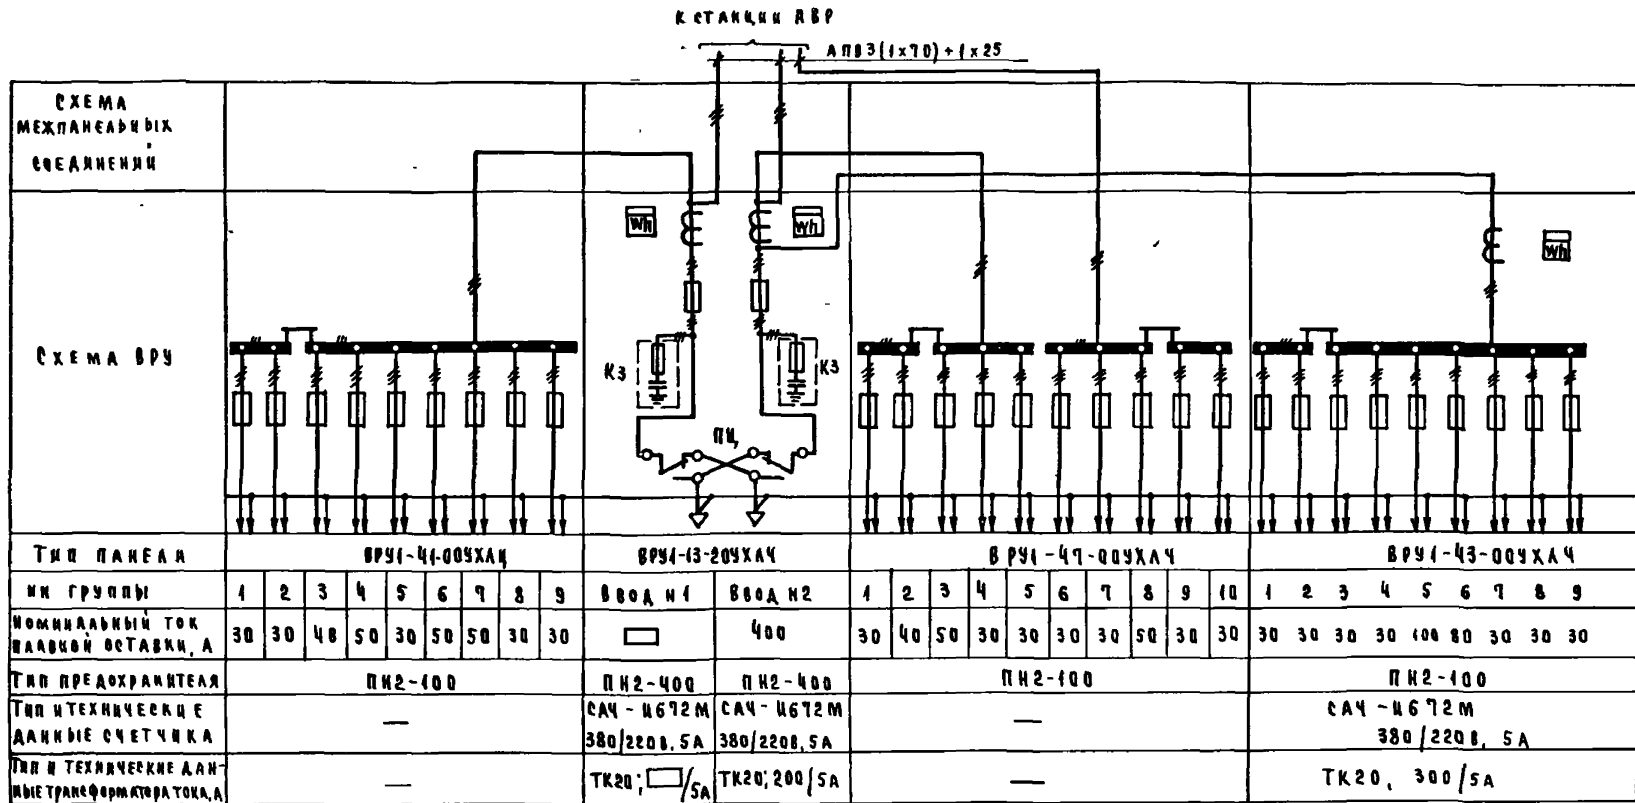 К СТАНЦИИ АВР
АПВ3(1×70)+1×25
СХЕМА
МЕЖПАНЕЛЬНЫХ
СОЕДИНЕНИЙ
Wh Wh Wh
СХЕМА ВРУ
КЗ КЗ
ПЦ
ТИП ПАНЕЛИ ВРУ1-41-00УХЛ4 ВРУ1-13-20УХЛ4 ВРУ1-47-00УХЛ4 ВРУ1-43-00УХЛ4
НН ГРУППЫ 1 2 3 4 5 6 7 8 9 ВВОД Н1 ВВОД Н2 1 2 3 4 5 6 7 8 9 10 1 2 3 4 5 6 7 8 9
НОМИНАЛЬНЫЙ ТОК
ПЛАВКОЙ ВСТАВКИ, А 30 30 40 50 30 50 50 30 30 400 30 40 50 30 30 30 30 50 30 30 30 30 30 30 100 80 30 30 30
ТИП ПРЕДОХРАНИТЕЛЯ ПН2-100 ПН2-400 ПН2-400 ПН2-100 ПН2-100
ТИП И ТЕХНИЧЕСКИЕ
ДАННЫЕ СЧЕТЧИКА — САЧ-И672М САЧ-И672М — САЧ-И672М
380/220В, 5А 380/220В, 5А 380/220В, 5А
ТИП И ТЕХНИЧЕСКИЕ ДАН-
НЫЕ ТРАНСФОРМАТОРА ТОКА, А — ТК20; /5А ТК20; 200/5А — ТК20, 300/5А